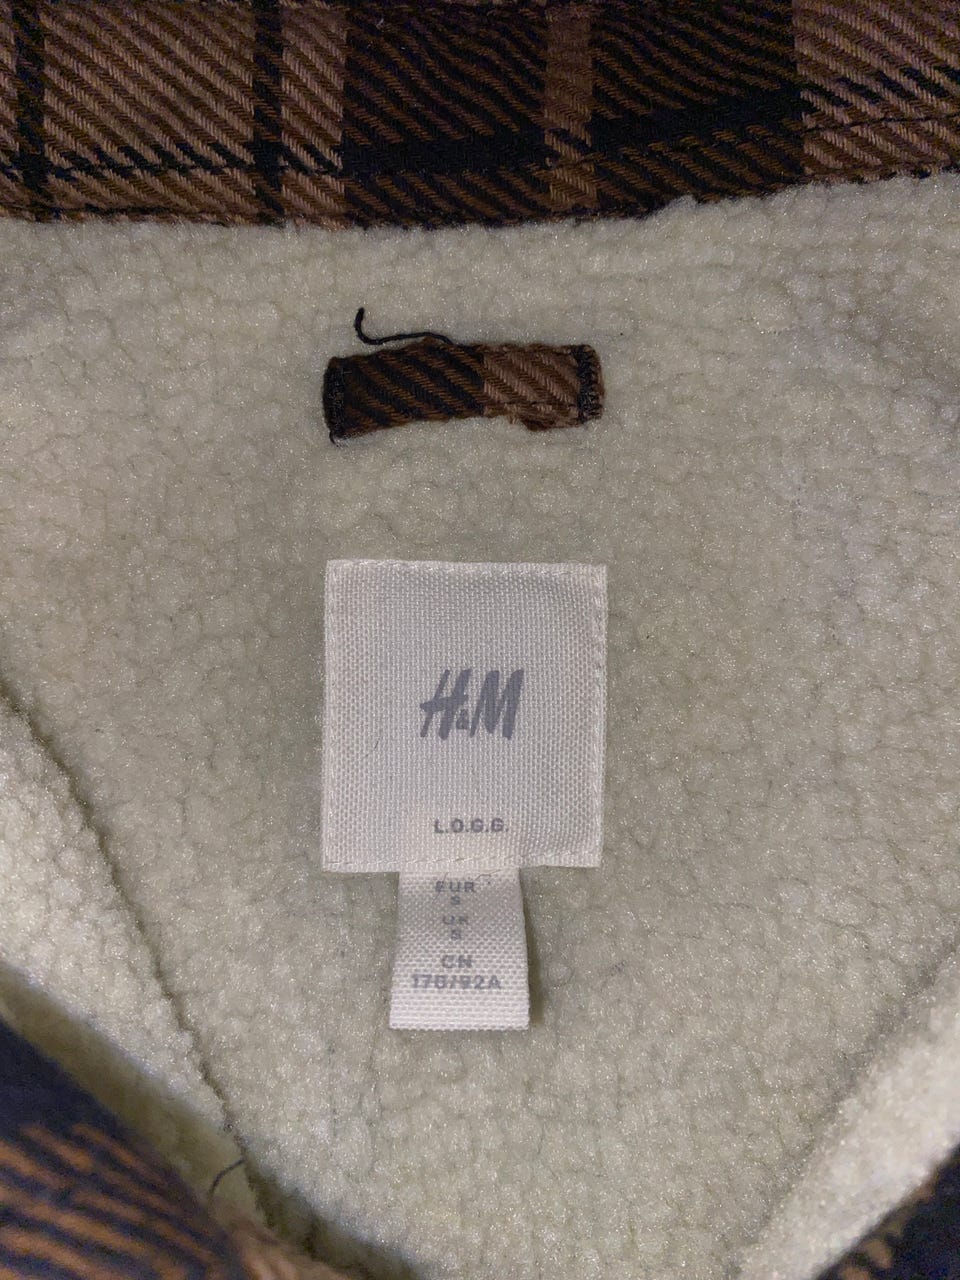 H&M
L.O.G.G.
EUR
S
UK
S
CN
170/92A